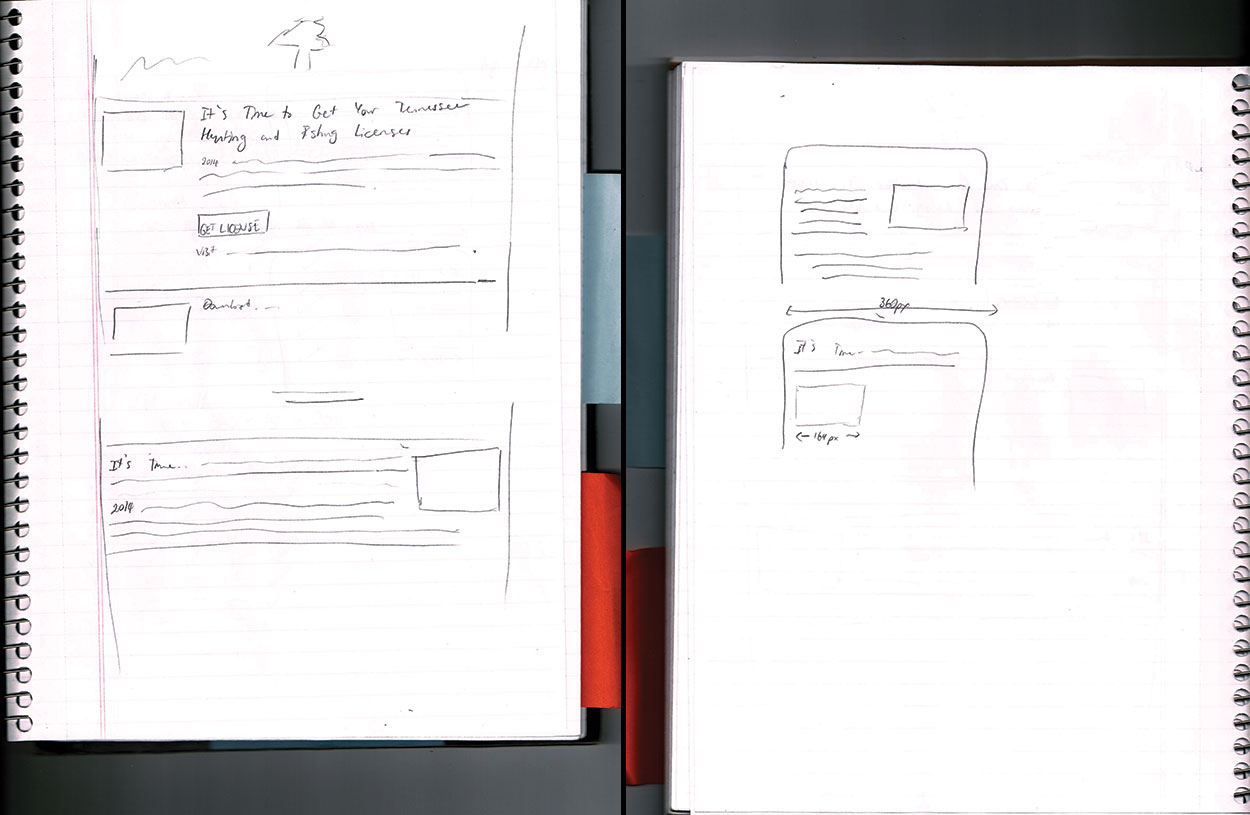 It's Time to Get Your Tennessee
Hunting and Fishing Licenses
2014
GET LICENSE
Visit
Download...
It's Time..
2014
360px
It's Time..
164px